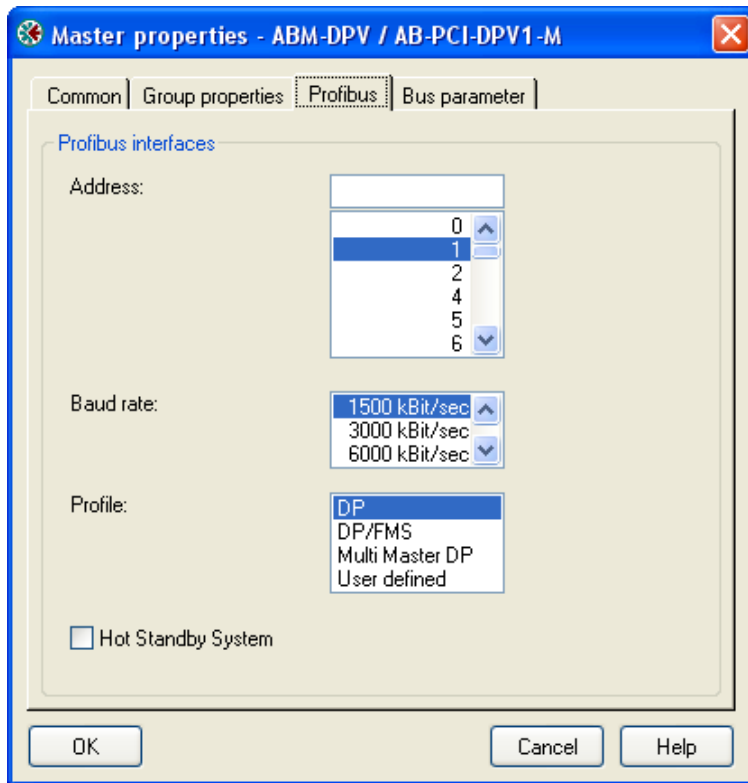 Master properties - ABM-DPV / AB-PCI-DPV1-M
Common Group properties Profibus Bus parameter
Profibus interfaces
Address:
0
1
2
4
5
6
Baud rate:
1500 kBit/sec
3000 kBit/sec
6000 kBit/sec
Profile:
DP
DP/FMS
Multi Master DP
User defined
Hot Standby System
OK Cancel Help